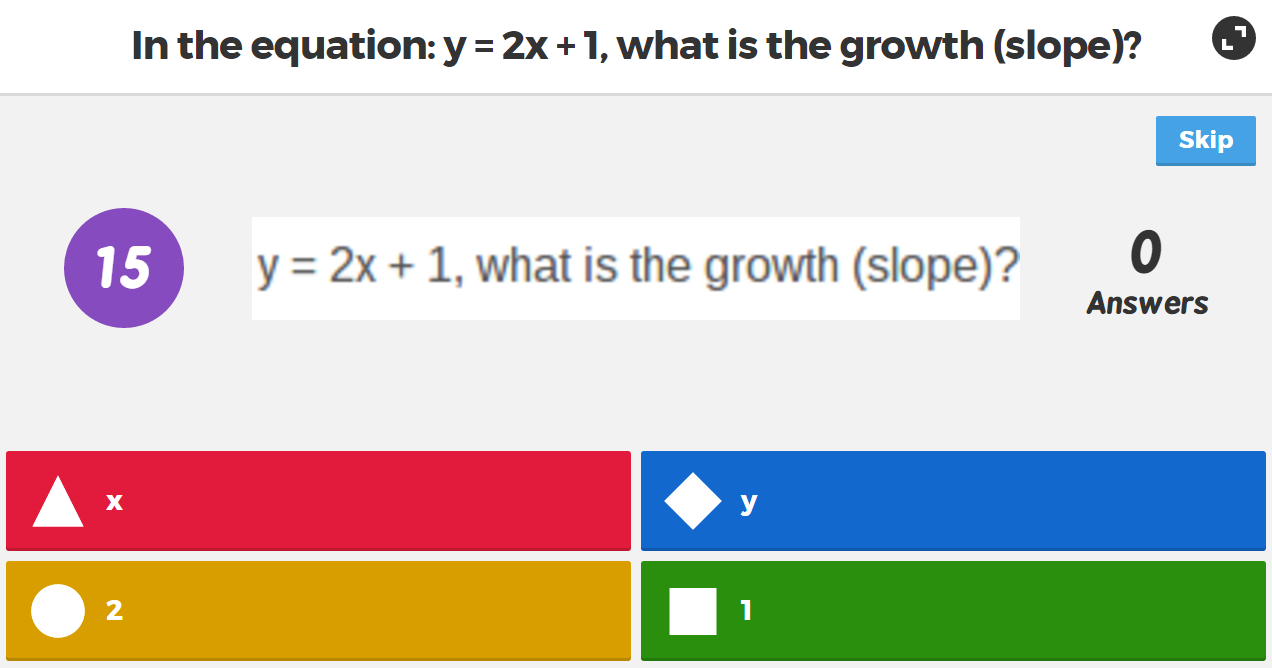 In the equation: y = 2x + 1, what is the growth (slope)?
Skip
15
y = 2x + 1, what is the growth (slope)?
0
Answers
x
y
2
1